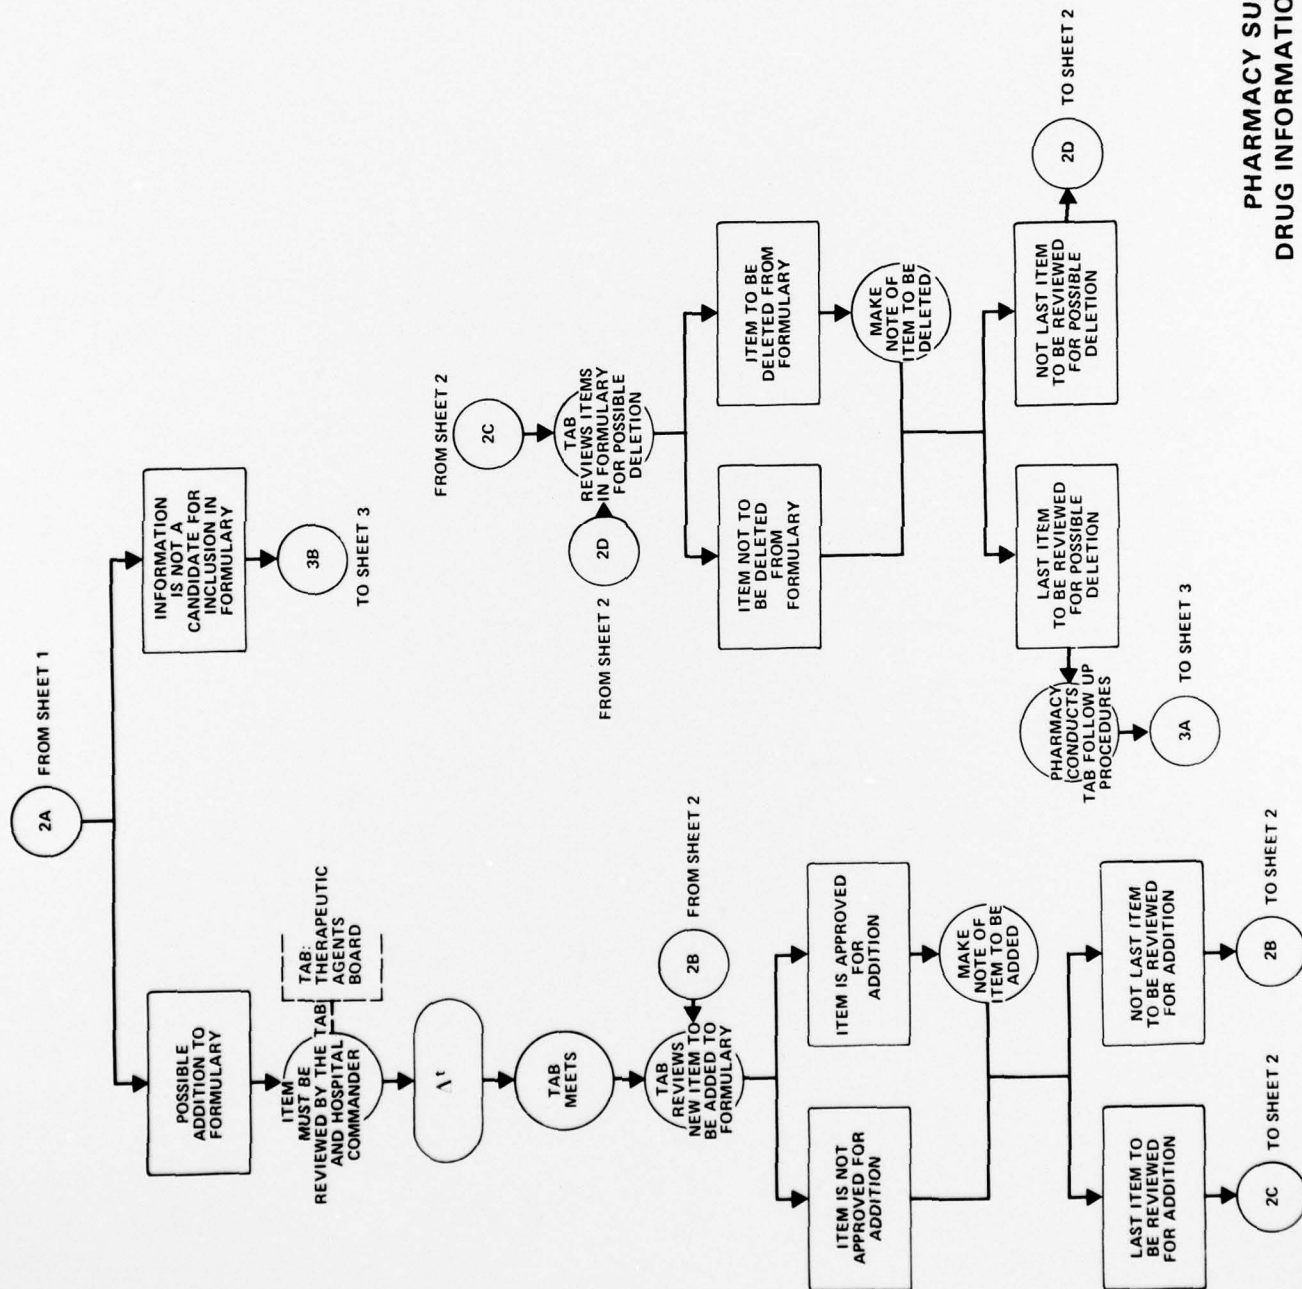 2A
FROM SHEET 1
POSSIBLE
ADDITION TO
FORMULARY
INFORMATION
IS NOT A
CANDIDATE FOR
INCLUSION IN
FORMULARY
3B
TO SHEET 3
ITEM
MUST BE
REVIEWED BY THE TAB
AND HOSPITAL
COMMANDER
TAB:
THERAPEUTIC
AGENTS
BOARD
Δt
TAB
MEETS
TAB
REVIEWS
NEW ITEM TO
BE ADDED TO
FORMULARY
2B
FROM SHEET 2
ITEM IS NOT
APPROVED FOR
ADDITION
ITEM IS APPROVED
FOR
ADDITION
MAKE
NOTE OF
ITEM TO BE
ADDED
LAST ITEM TO
BE REVIEWED
FOR ADDITION
NOT LAST ITEM
TO BE REVIEWED
FOR ADDITION
2C
TO SHEET 2
2B
TO SHEET 2
FROM SHEET 2
2C
TAB
REVIEWS ITEMS
IN FORMULARY
FOR POSSIBLE
DELETION
FROM SHEET 2
2D
ITEM NOT TO
BE DELETED
FROM
FORMULARY
ITEM TO BE
DELETED FROM
FORMULARY
MAKE
NOTE OF
ITEM TO BE
DELETED
LAST ITEM
TO BE REVIEWED
FOR POSSIBLE
DELETION
NOT LAST ITEM
TO BE REVIEWED
FOR POSSIBLE
DELETION
2D
TO SHEET 2
PHARMACY
CONDUCTS
TAB FOLLOW UP
PROCEDURES
3A
TO SHEET 3
PHARMACY SU
DRUG INFORMATIO